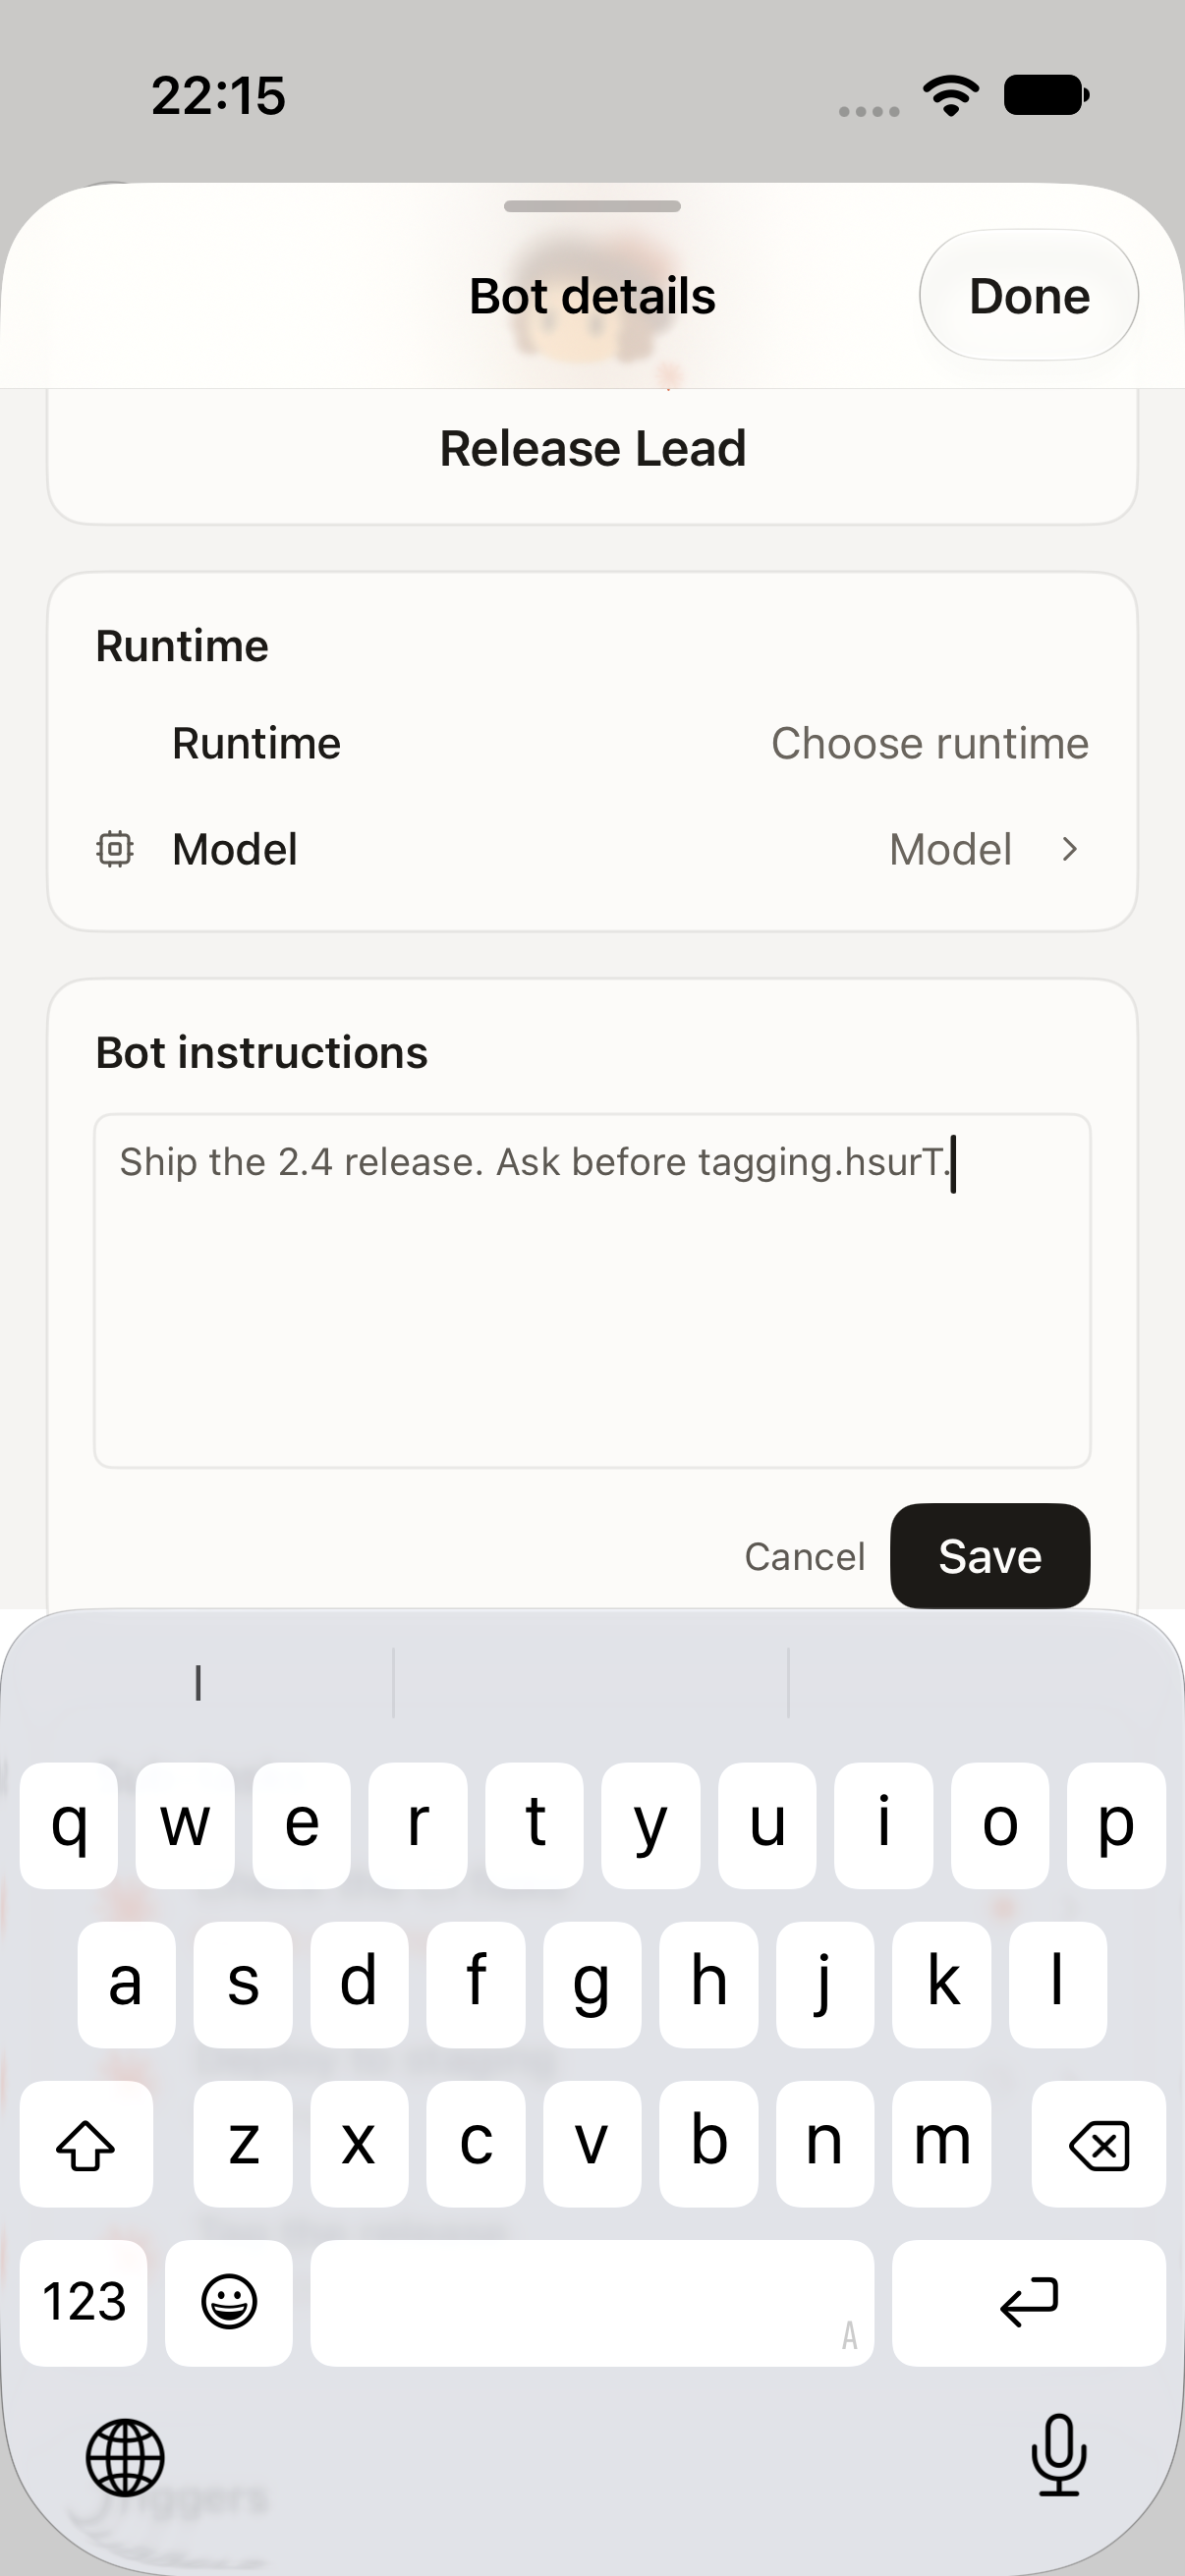 22:15
Bot details
Done
Release Lead
Runtime
Runtime Choose runtime
Model Model
Bot instructions
Ship the 2.4 release. Ask before tagging.hsurT.
Cancel Save
I
q w e r t y u i o p
a s d f g h j k l
z x c v b n m
123
A